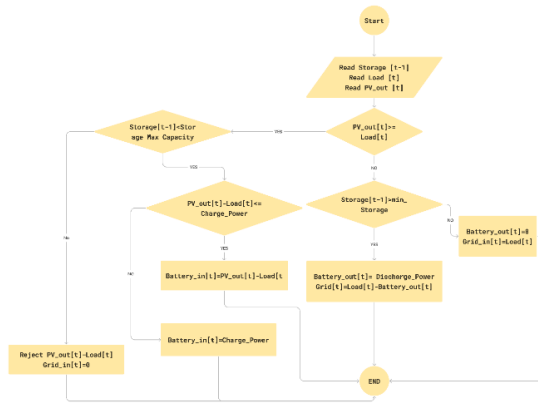 Start
Read Storage [t-1]
Read Load [t]
Read PV_out [t]
PV_out[t]>=
Load[t]
YES
Storage[t-1]<Stor
age Max Capacity
YES
NO
PV_out[t]-Load[t]<=
Charge_Power
Storage[t-1]>min_
Storage
NO
Battery_out[t]=0
Grid_in[t]=Load[t]
No
YES
YES
NO
Battery_in[t]=PV_out[t]-Load[t
Battery_out[t]= Discharge_Power
Grid[t]=Load[t]-Battery_out[t]
Battery_in[t]=Charge_Power
Reject PV_out[t]-Load[t]
Grid_in[t]=0
END